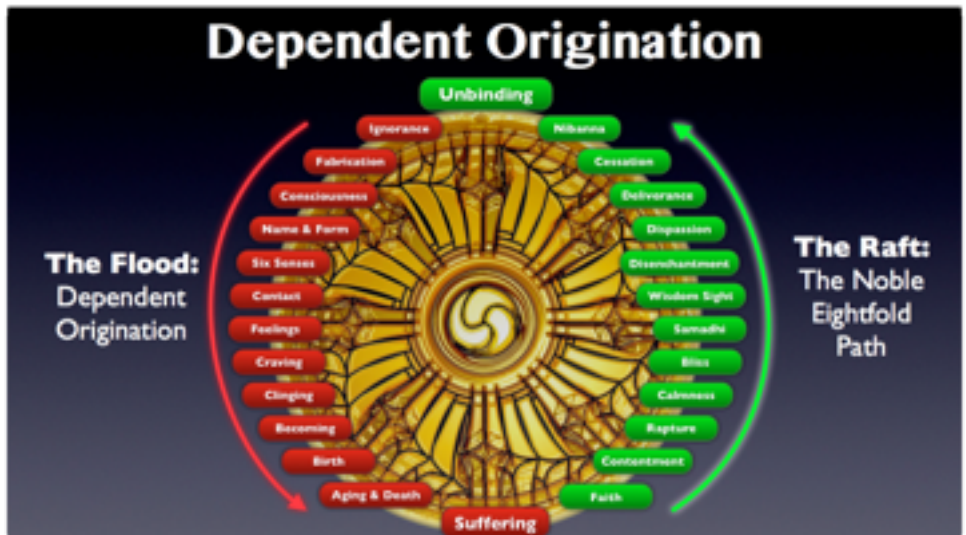 Dependent Origination
Unbinding
Ignorance
Fabrication
Consciousness
Name & Form
Six Senses
Contact
Feelings
Craving
Clinging
Becoming
Birth
Aging & Death
Suffering
Nibanna
Cessation
Deliverance
Dispassion
Disenchantment
Wisdom Sight
Samadhi
Bliss
Calmness
Rapture
Contentment
Faith
The Flood:
Dependent
Origination
The Raft:
The Noble
Eightfold
Path